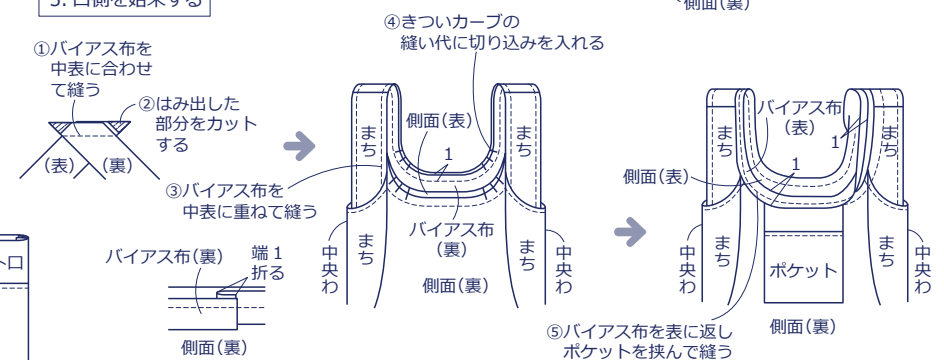 5. 口側を始末する
側面(裏)
①バイアス布を
中表に合わせ
て縫う
②はみ出した
部分をカット
する
(表)
(裏)
④きついカーブの
縫い代に切り込みを入れる
側面(表)
まち
まち
1
③バイアス布を
中表に重ねて縫う
バイアス布
(裏)
まち
まち
中央わ
中央わ
側面(裏)
バイアス布(裏)
端1
折る
側面(裏)
バイアス布
(表)
まち
まち
1
1
側面(表)
まち
まち
中央わ
中央わ
ポケット
側面(裏)
⑤バイアス布を表に返し
ポケットを挟んで縫う